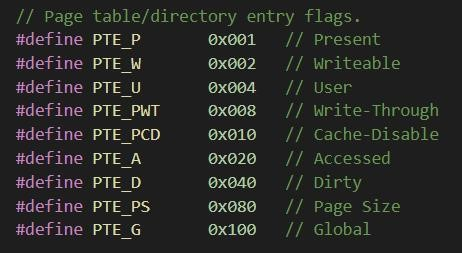 // Page table/directory entry flags.
#define PTE_P 0x001 // Present
#define PTE_W 0x002 // Writeable
#define PTE_U 0x004 // User
#define PTE_PWT 0x008 // Write-Through
#define PTE_PCD 0x010 // Cache-Disable
#define PTE_A 0x020 // Accessed
#define PTE_D 0x040 // Dirty
#define PTE_PS 0x080 // Page Size
#define PTE_G 0x100 // Global